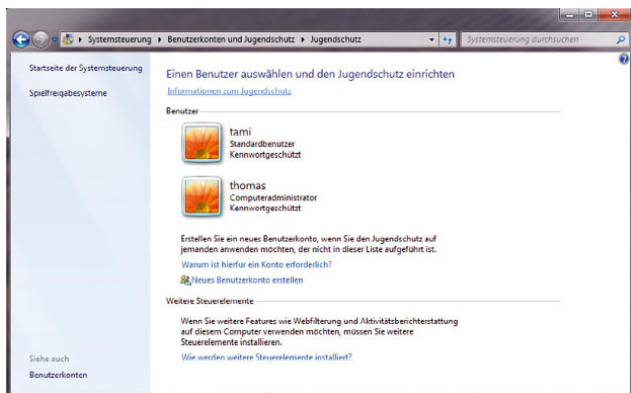 Systemsteuerung ▸ Benutzerkonten und Jugendschutz ▸ Jugendschutz
Systemsteuerung durchsuchen
Startseite der Systemsteuerung
Spielfreigabesysteme
Einen Benutzer auswählen und den Jugendschutz einrichten
Informationen zum Jugendschutz
Benutzer
tami
Standardbenutzer
Kennwortgeschützt
thomas
Computeradministrator
Kennwortgeschützt
Erstellen Sie ein neues Benutzerkonto, wenn Sie den Jugendschutz auf
jemanden anwenden möchten, der nicht in dieser Liste aufgeführt ist.
Warum ist hierfür ein Konto erforderlich?
Neues Benutzerkonto erstellen
Weitere Steuerelemente
Wenn Sie weitere Features wie Webfilterung und Aktivitätsberichterstattung
auf diesem Computer verwenden möchten, müssen Sie weitere
Steuerelemente installieren.
Wie werden weitere Steuerelemente installiert?
Siehe auch
Benutzerkonten